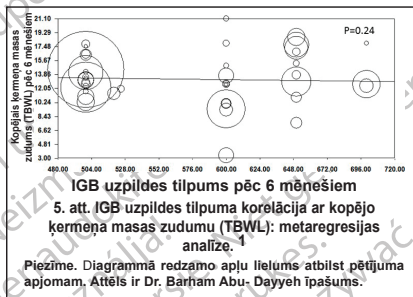 Kopējais ķermeņa masas
zudums (TBWL) pēc 6 mēnešiem
21.10
19.29
17.48
15.67
13.86
12.05
10.24
8.43
6.62
4.81
3.00
P=0.24
480.00 504.00 528.00 552.00 576.00 600.00 624.00 648.00 672.00 696.00 720.00
IGB uzpildes tilpums pēc 6 mēnešiem
5. att. IGB uzpildes tilpuma korelācija ar kopējo
ķermeņa masas zudumu (TBWL): metaregresijas
analīze. 1
Piezīme. Diagrammā redzamo apļu lielums atbilst pētījuma
apjomam. Attēls ir Dr. Barham Abu- Dayyeh īpašums.